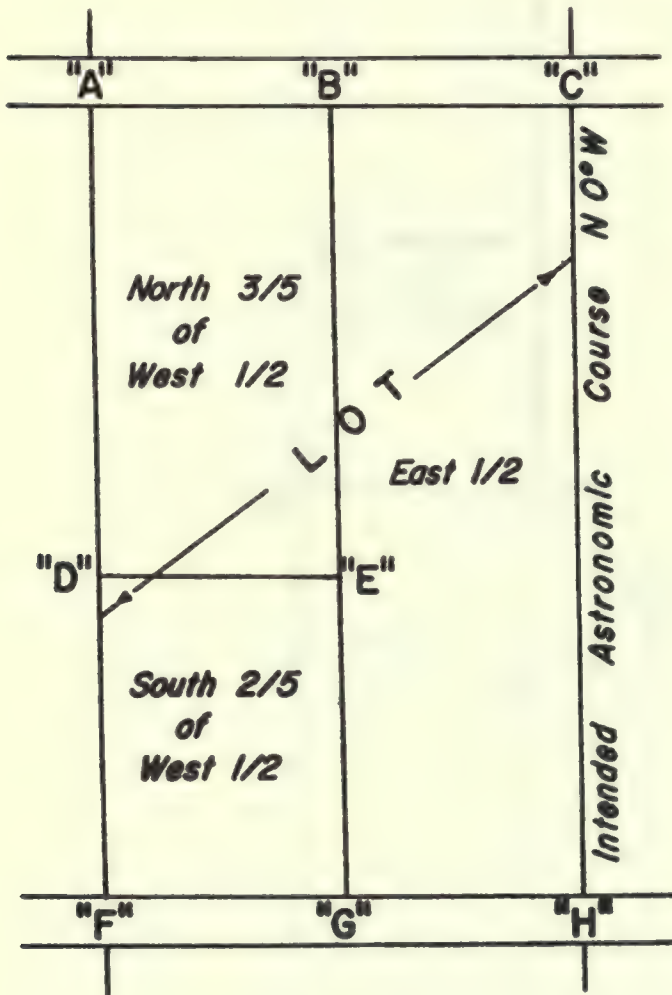 "A" "B" "C"
North 3/5
of
West 1/2
LOT
East 1/2
"D" "E"
South 2/5
of
West 1/2
Intended Astronomic Course N 0° W
"F" "G" "H"